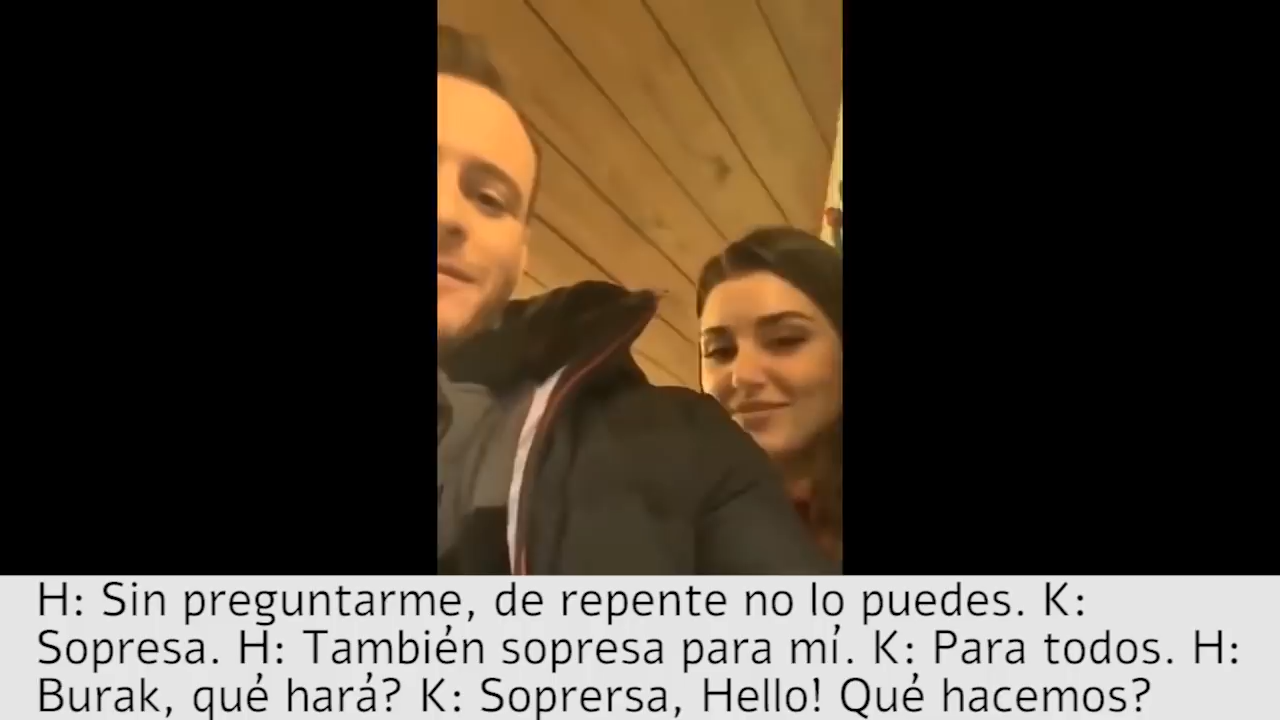 H: Sin preguntarme, de repente no lo puedes. K:
Sopresa. H: También sopresa para mí. K: Para todos. H:
Burak, qué hará? K: Soprersa, Hello! Qué hacemos?